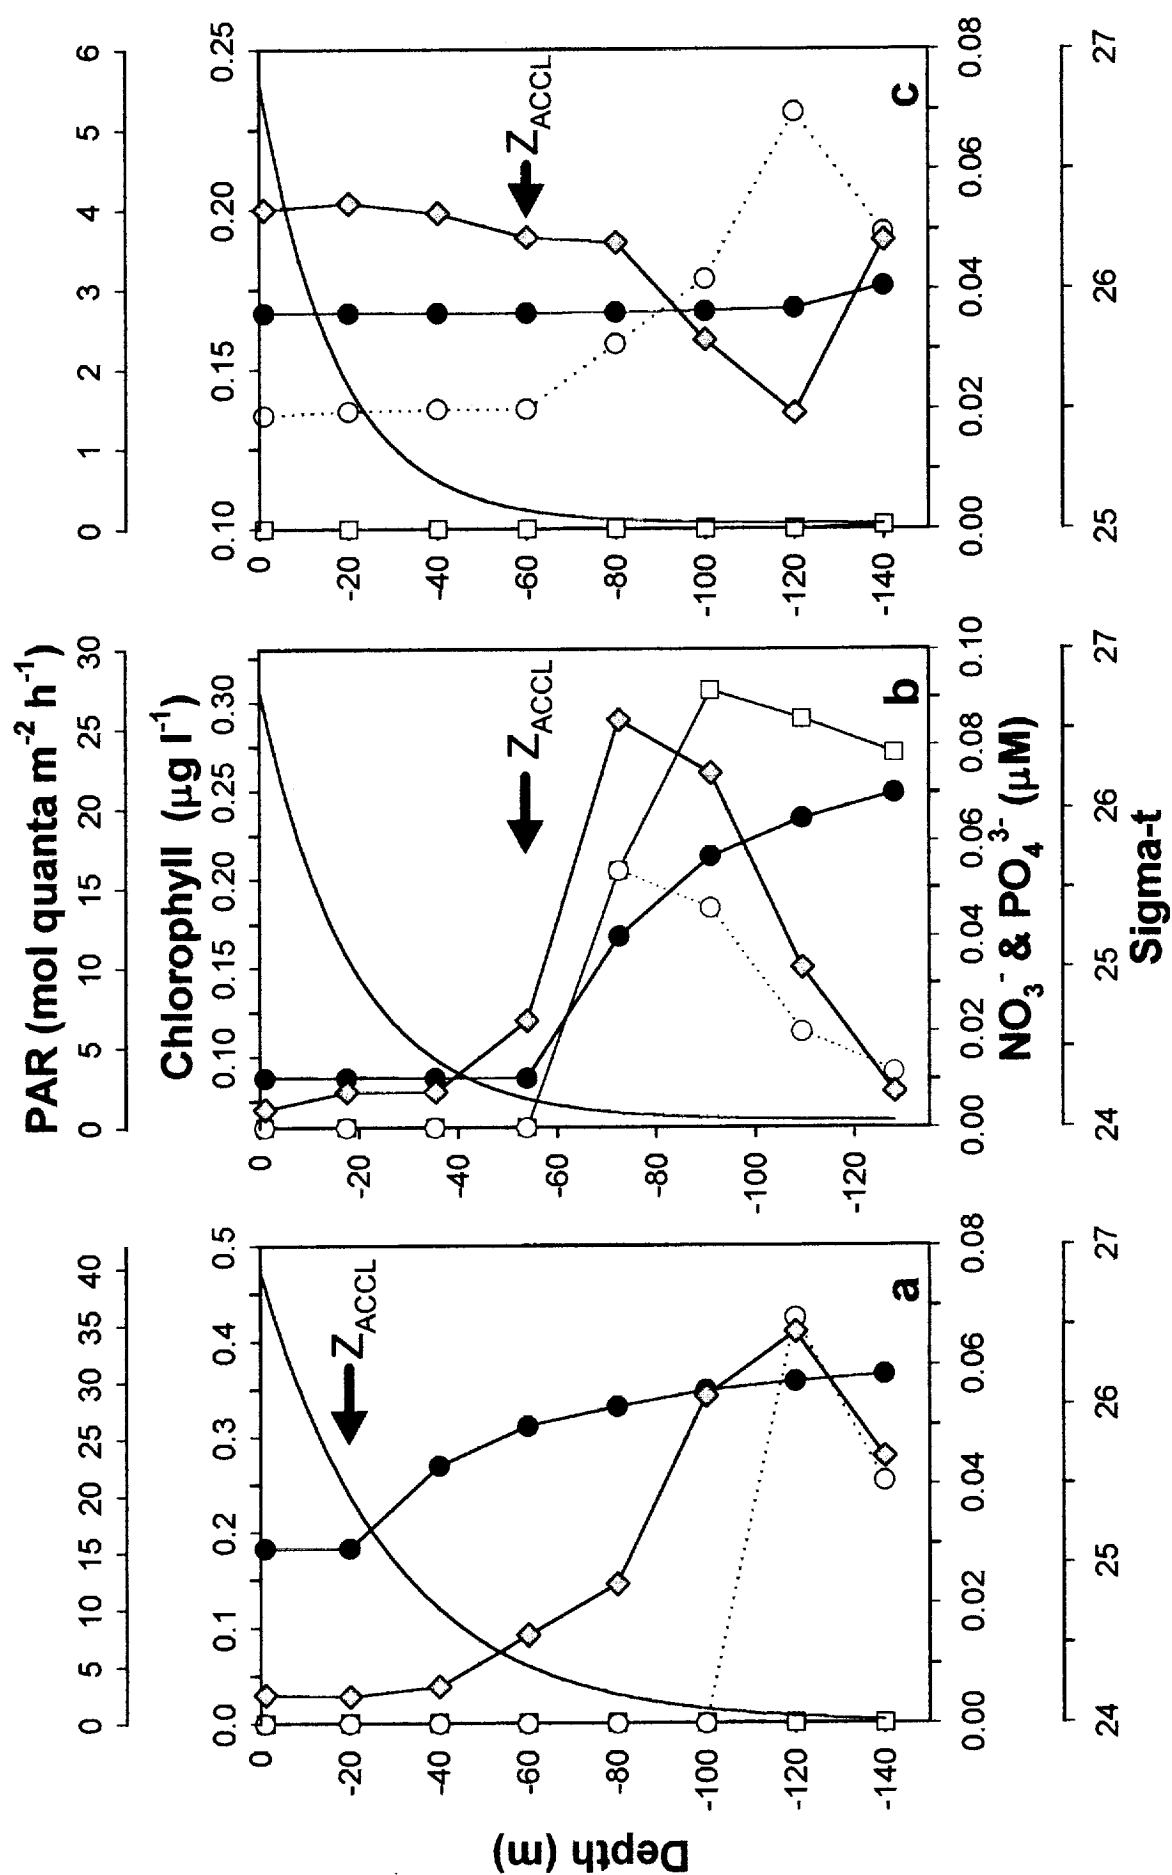 PAR (mol quanta m⁻² h⁻¹)
0 5 10 15 20 25 30 35 40
0 5 10 15 20 25 30
0 1 2 3 4 5 6
Chlorophyll (µg l⁻¹)
0.0 0.1 0.2 0.3 0.4 0.5
0.10 0.15 0.20 0.25 0.30
0.10 0.15 0.20 0.25
Depth (m)
0
-20
-40
-60
-80
-100
-120
-140
Z_ACCL
a
0
-20
-40
-60
-80
-100
-120
Z_ACCL
b
0
-20
-40
-60
-80
-100
-120
-140
Z_ACCL
c
0.00 0.02 0.04 0.06 0.08
0.00 0.02 0.04 0.06 0.08 0.10
0.00 0.02 0.04 0.06 0.08
NO₃⁻ & PO₄³⁻ (µM)
24 25 26 27
24 25 26 27
25 26 27
Sigma-t